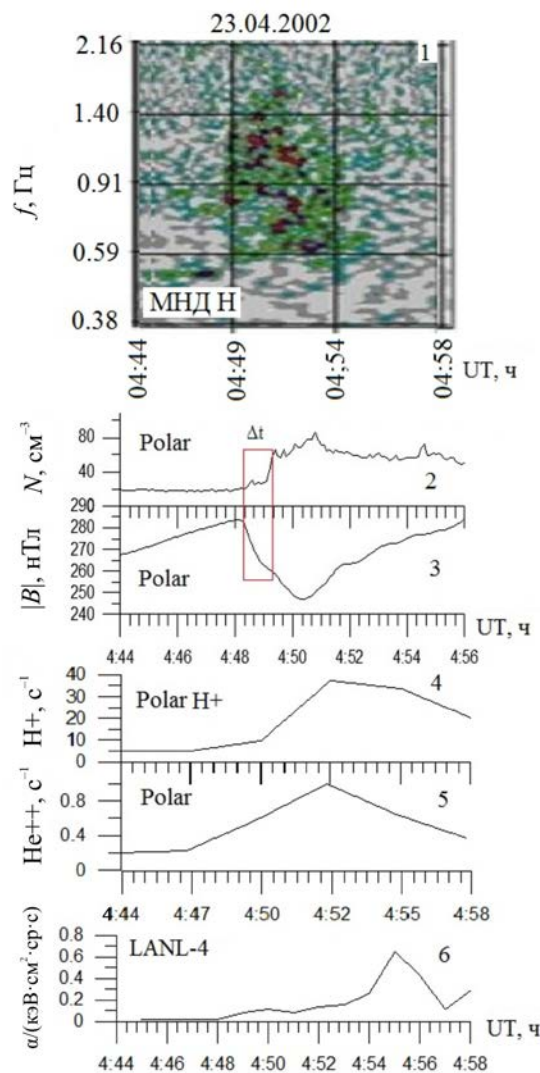 23.04.2002
1
2.16
1.40
0.91
0.59
0.38
f, Гц
МНД H
04:44
04:49
04;54
04:58
UT, ч
N, см⁻³
80
40
0
Polar
Δt
2
|B|, нТл
290
280
270
260
250
240
Polar
3
UT, ч
4:44 4:46 4:48 4:50 4:52 4:54 4:56
H+, с⁻¹
40
30
20
10
0
Polar H+
4
He++, с⁻¹
0.8
0.4
0
Polar
5
4:44 4:47 4:50 4:52 4:55 4:58
α/(кэВ·см²·ср·с)
0.8
0.6
0.4
0.2
0
LANL-4
6
UT, ч
4:44 4:46 4:48 4:50 4:52 4:54 4:56 4:58